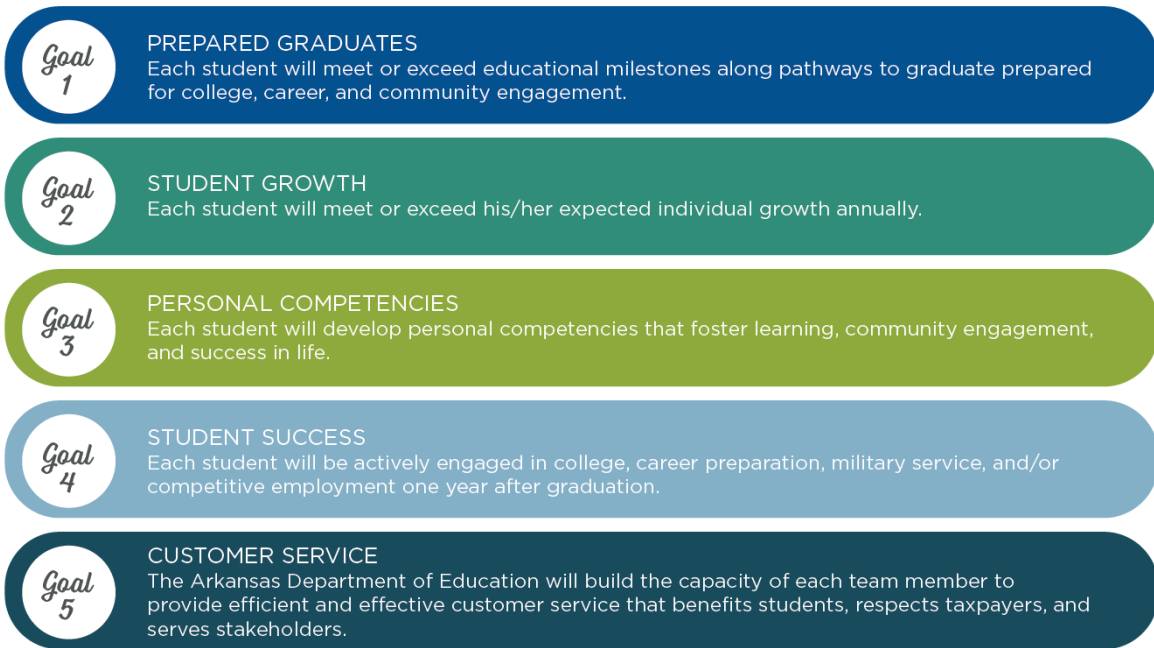 Goal
1
PREPARED GRADUATES
Each student will meet or exceed educational milestones along pathways to graduate prepared
for college, career, and community engagement.
Goal
2
STUDENT GROWTH
Each student will meet or exceed his/her expected individual growth annually.
Goal
3
PERSONAL COMPETENCIES
Each student will develop personal competencies that foster learning, community engagement,
and success in life.
Goal
4
STUDENT SUCCESS
Each student will be actively engaged in college, career preparation, military service, and/or
competitive employment one year after graduation.
Goal
5
CUSTOMER SERVICE
The Arkansas Department of Education will build the capacity of each team member to
provide efficient and effective customer service that benefits students, respects taxpayers, and
serves stakeholders.